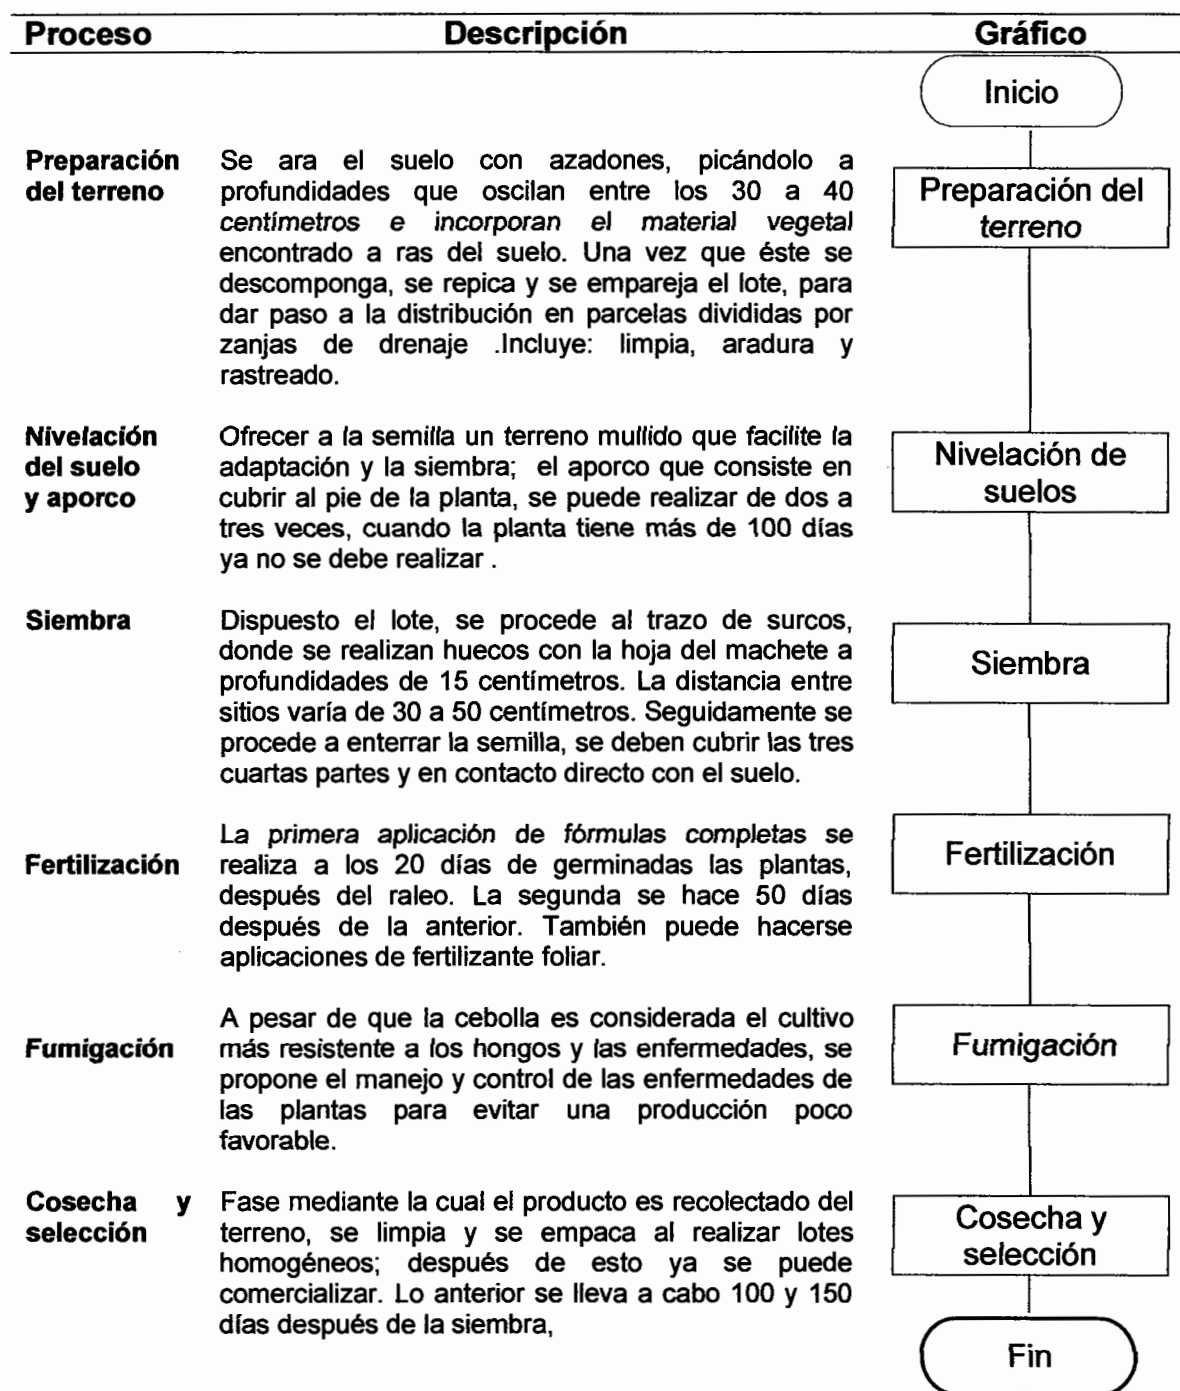 Proceso Descripción Gráfico
Inicio
Preparación
del terreno
Se ara el suelo con azadones, picándolo a
profundidades que oscilan entre los 30 a 40
centímetros e incorporan el material vegetal
encontrado a ras del suelo. Una vez que éste se
descomponga, se repica y se empareja el lote, para
dar paso a la distribución en parcelas divididas por
zanjas de drenaje .Incluye: limpia, aradura y
rastreado.
Preparación del
terreno
Nivelación
del suelo
y aporco
Ofrecer a la semilla un terreno mullido que facilite la
adaptación y la siembra; el aporco que consiste en
cubrir al pie de la planta, se puede realizar de dos a
tres veces, cuando la planta tiene más de 100 días
ya no se debe realizar .
Nivelación de
suelos
Siembra
Dispuesto el lote, se procede al trazo de surcos,
donde se realizan huecos con la hoja del machete a
profundidades de 15 centímetros. La distancia entre
sitios varía de 30 a 50 centímetros. Seguidamente se
procede a enterrar la semilla, se deben cubrir las tres
cuartas partes y en contacto directo con el suelo.
Siembra
Fertilización
La primera aplicación de fórmulas completas se
realiza a los 20 días de germinadas las plantas,
después del raleo. La segunda se hace 50 días
después de la anterior. También puede hacerse
aplicaciones de fertilizante foliar.
Fertilización
Fumigación
A pesar de que la cebolla es considerada el cultivo
más resistente a los hongos y las enfermedades, se
propone el manejo y control de las enfermedades de
las plantas para evitar una producción poco
favorable.
Fumigación
Cosecha y
selección
Fase mediante la cual el producto es recolectado del
terreno, se limpia y se empaca al realizar lotes
homogéneos; después de esto ya se puede
comercializar. Lo anterior se lleva a cabo 100 y 150
días después de la siembra,
Cosecha y
selección
Fin